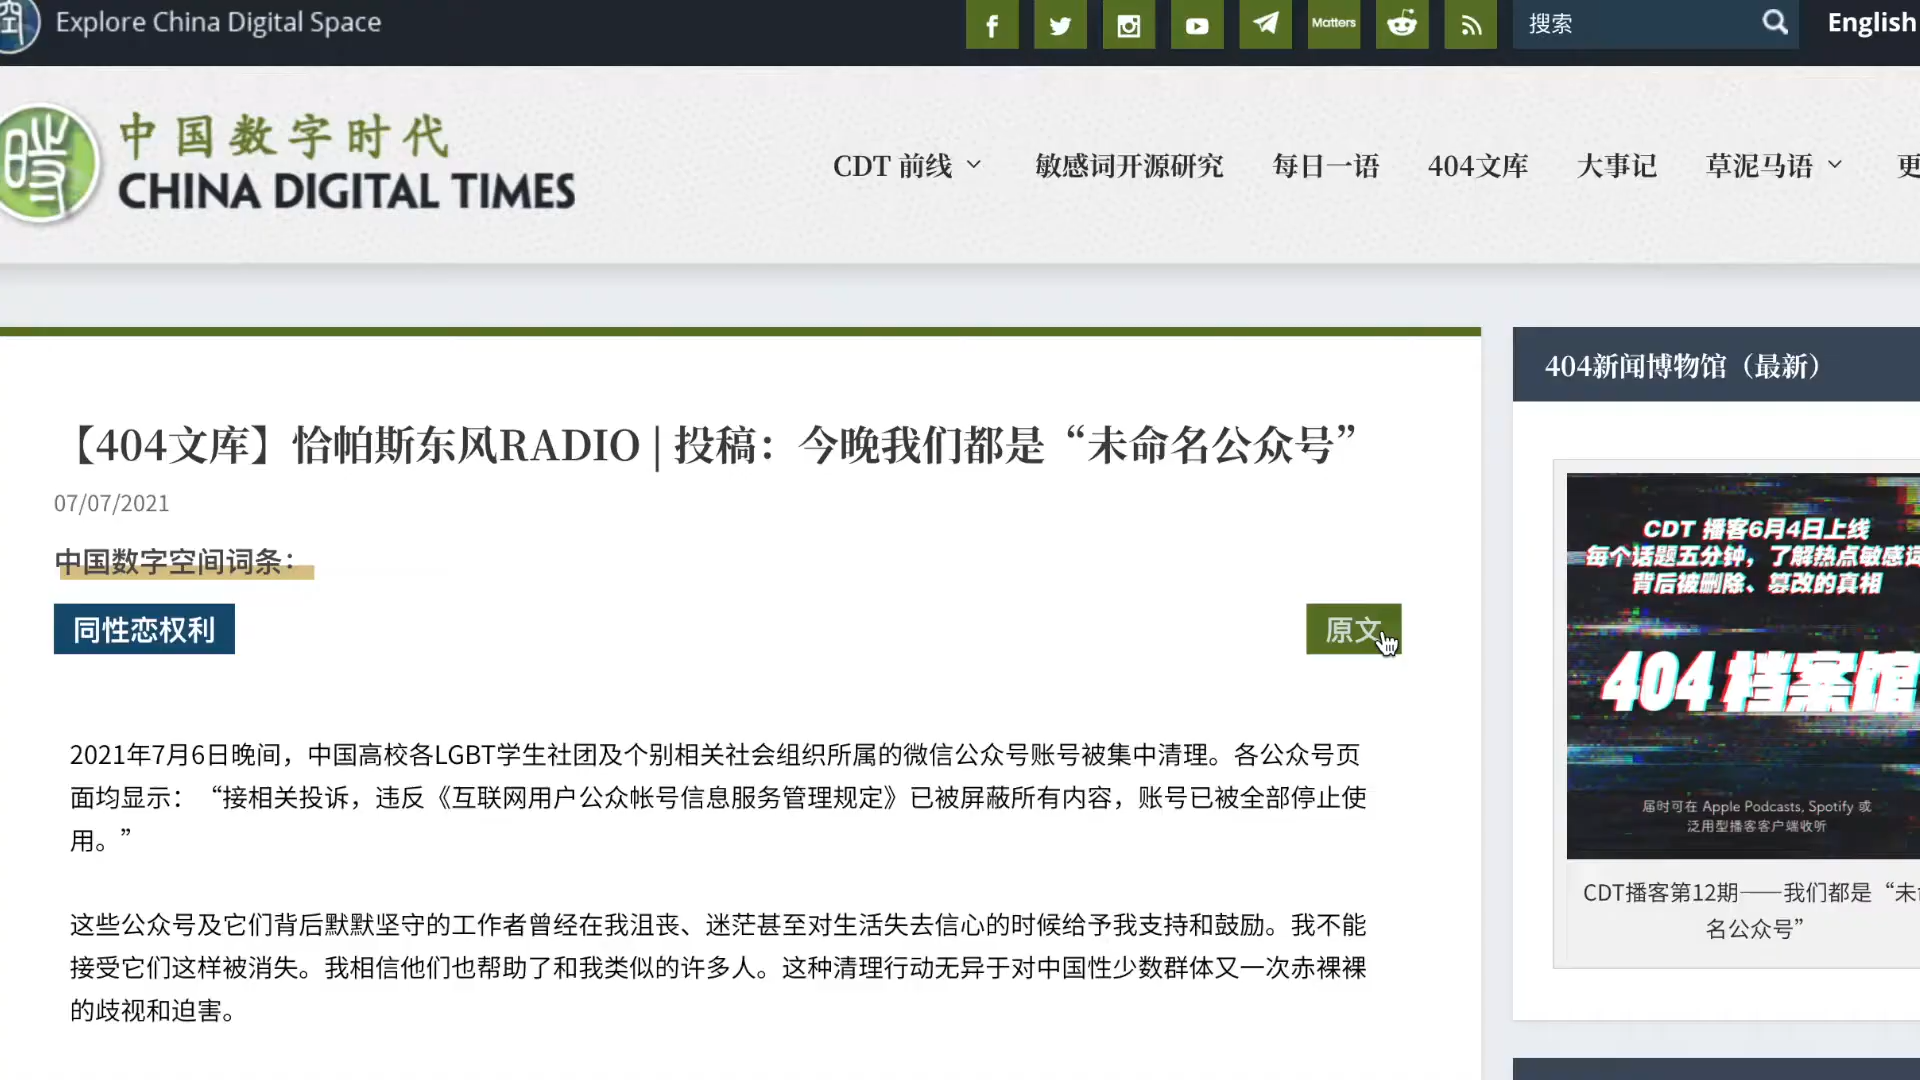 Explore China Digital Space
Matters
搜索
English
中国数字时代
CHINA DIGITAL TIMES
CDT 前线
敏感词开源研究
每日一语
404文库
大事记
草泥马语
更
404新闻博物馆（最新）
【404文库】恰帕斯东风RADIO | 投稿：今晚我们都是“未命名公众号”
07/07/2021
中国数字空间词条：
同性恋权利
原文
2021年7月6日晚间，中国高校各LGBT学生社团及个别相关社会组织所属的微信公众号账号被集中清理。各公众号页
面均显示：“接相关投诉，违反《互联网用户公众帐号信息服务管理规定》已被屏蔽所有内容，账号已被全部停止使
用。”
这些公众号及它们背后默默坚守的工作者曾经在我沮丧、迷茫甚至对生活失去信心的时候给予我支持和鼓励。我不能
接受它们这样被消失。我相信他们也帮助了和我类似的许多人。这种清理行动无异于对中国性少数群体又一次赤裸裸
的歧视和迫害。
CDT 播客6月4日上线
每个话题五分钟，了解热点敏感词
背后被删除、篡改的真相
404 档案馆
届时可在 Apple Podcasts, Spotify 或
泛用型播客客户端收听
CDT播客第12期——我们都是“未命
名公众号”